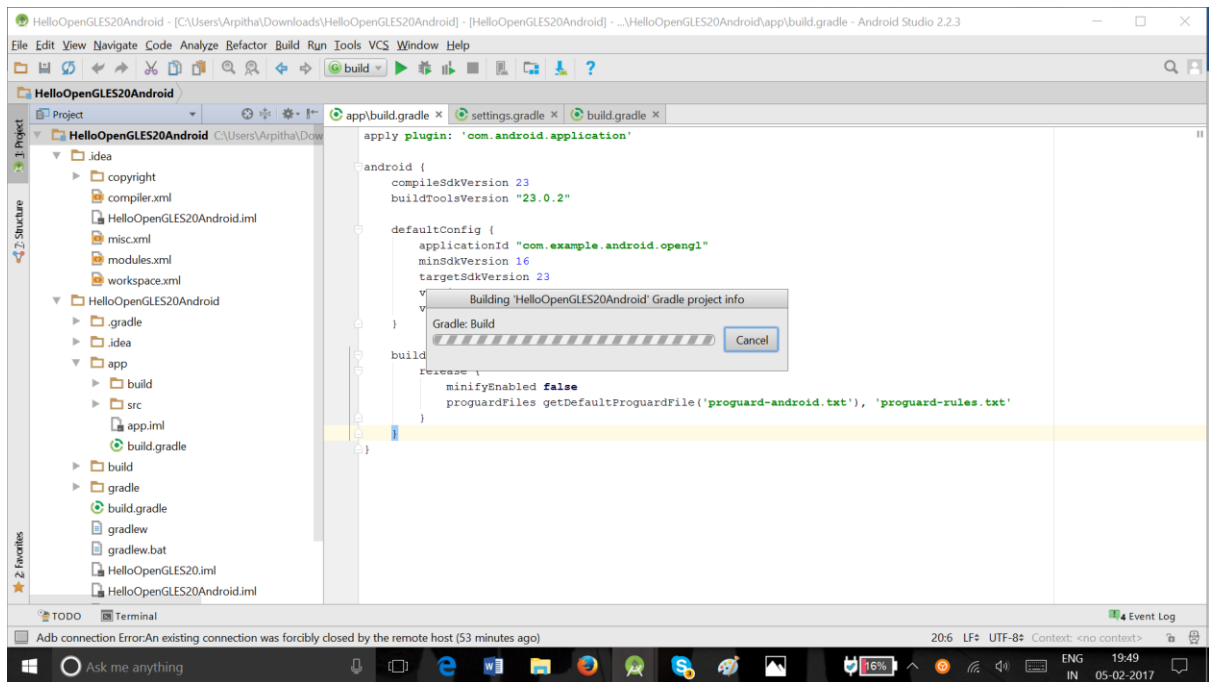 HelloOpenGLES20Android - [C:\Users\Arpitha\Downloads\HelloOpenGLES20Android] - [HelloOpenGLES20Android] - ...\HelloOpenGLES20Android\app\build.gradle - Android Studio 2.2.3
File Edit View Navigate Code Analyze Refactor Build Run Tools VCS Window Help
build
HelloOpenGLES20Android
Project
app\build.gradle settings.gradle build.gradle
1: Project
7: Structure
2: Favorites
HelloOpenGLES20Android C:\Users\Arpitha\Dow
.idea
copyright
compiler.xml
HelloOpenGLES20Android.iml
misc.xml
modules.xml
workspace.xml
HelloOpenGLES20Android
.gradle
.idea
app
build
src
app.iml
build.gradle
build
gradle
build.gradle
gradlew
gradlew.bat
HelloOpenGLES20.iml
HelloOpenGLES20Android.iml
apply plugin: 'com.android.application'
android {
compileSdkVersion 23
buildToolsVersion "23.0.2"
defaultConfig {
applicationId "com.example.android.opengl"
minSdkVersion 16
targetSdkVersion 23
v
v
}
build
release {
minifyEnabled false
proguardFiles getDefaultProguardFile('proguard-android.txt'), 'proguard-rules.txt'
}
}
}
Building 'HelloOpenGLES20Android' Gradle project info
Gradle: Build
Cancel
TODO Terminal 4 Event Log
Adb connection Error:An existing connection was forcibly closed by the remote host (53 minutes ago) 20:6 LF UTF-8 Context: <no context>
Ask me anything 16% ENG 19:49
IN 05-02-2017